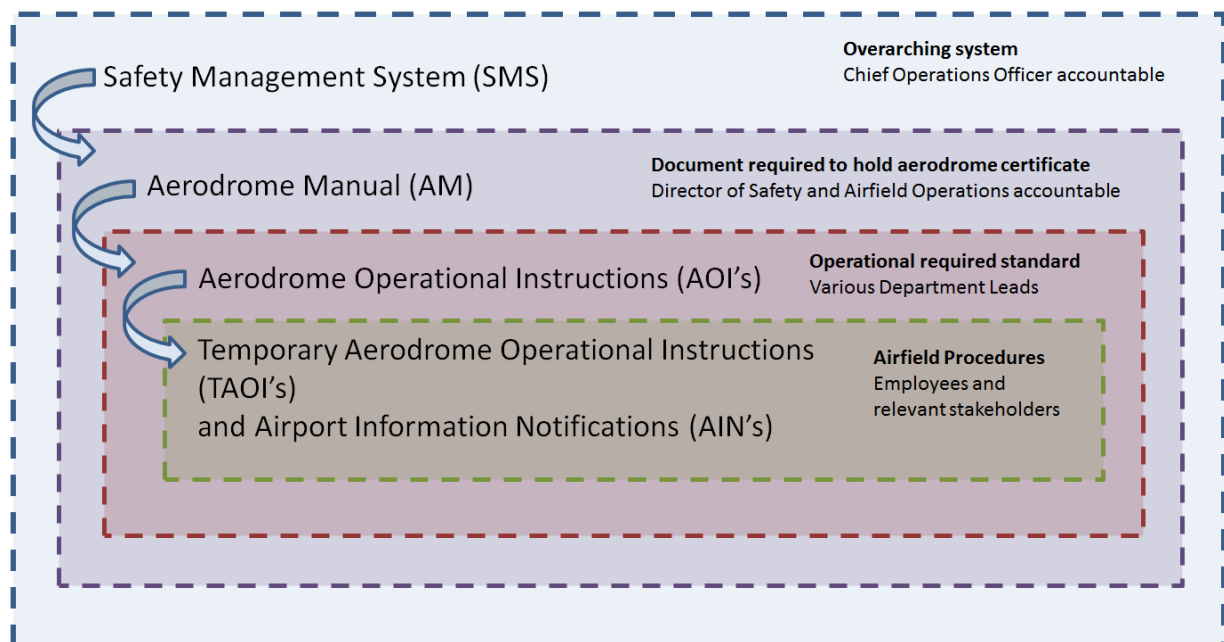 Overarching system
Chief Operations Officer accountable
Safety Management System (SMS)
Document required to hold aerodrome certificate
Director of Safety and Airfield Operations accountable
Aerodrome Manual (AM)
Operational required standard
Various Department Leads
Aerodrome Operational Instructions (AOI’s)
Temporary Aerodrome Operational Instructions
(TAOI’s)
and Airport Information Notifications (AIN’s)
Airfield Procedures
Employees and
relevant stakeholders